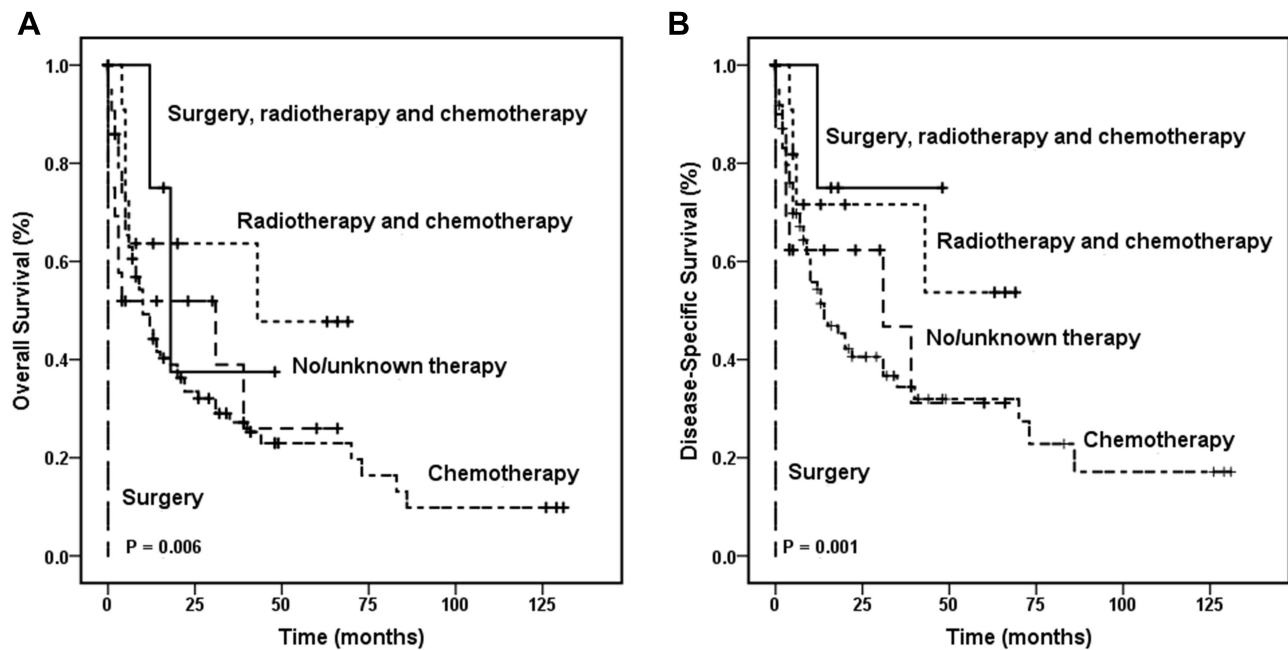 A
Overall Survival (%)
1.0
0.8
0.6
0.4
0.2
0.0
Surgery, radiotherapy and chemotherapy
Radiotherapy and chemotherapy
No/unknown therapy
Chemotherapy
Surgery
P = 0.006
0 25 50 75 100 125
Time (months)
B
Disease-Specific Survival (%)
1.0
0.8
0.6
0.4
0.2
0.0
Surgery, radiotherapy and chemotherapy
Radiotherapy and chemotherapy
No/unknown therapy
Chemotherapy
Surgery
P = 0.001
0 25 50 75 100 125
Time (months)